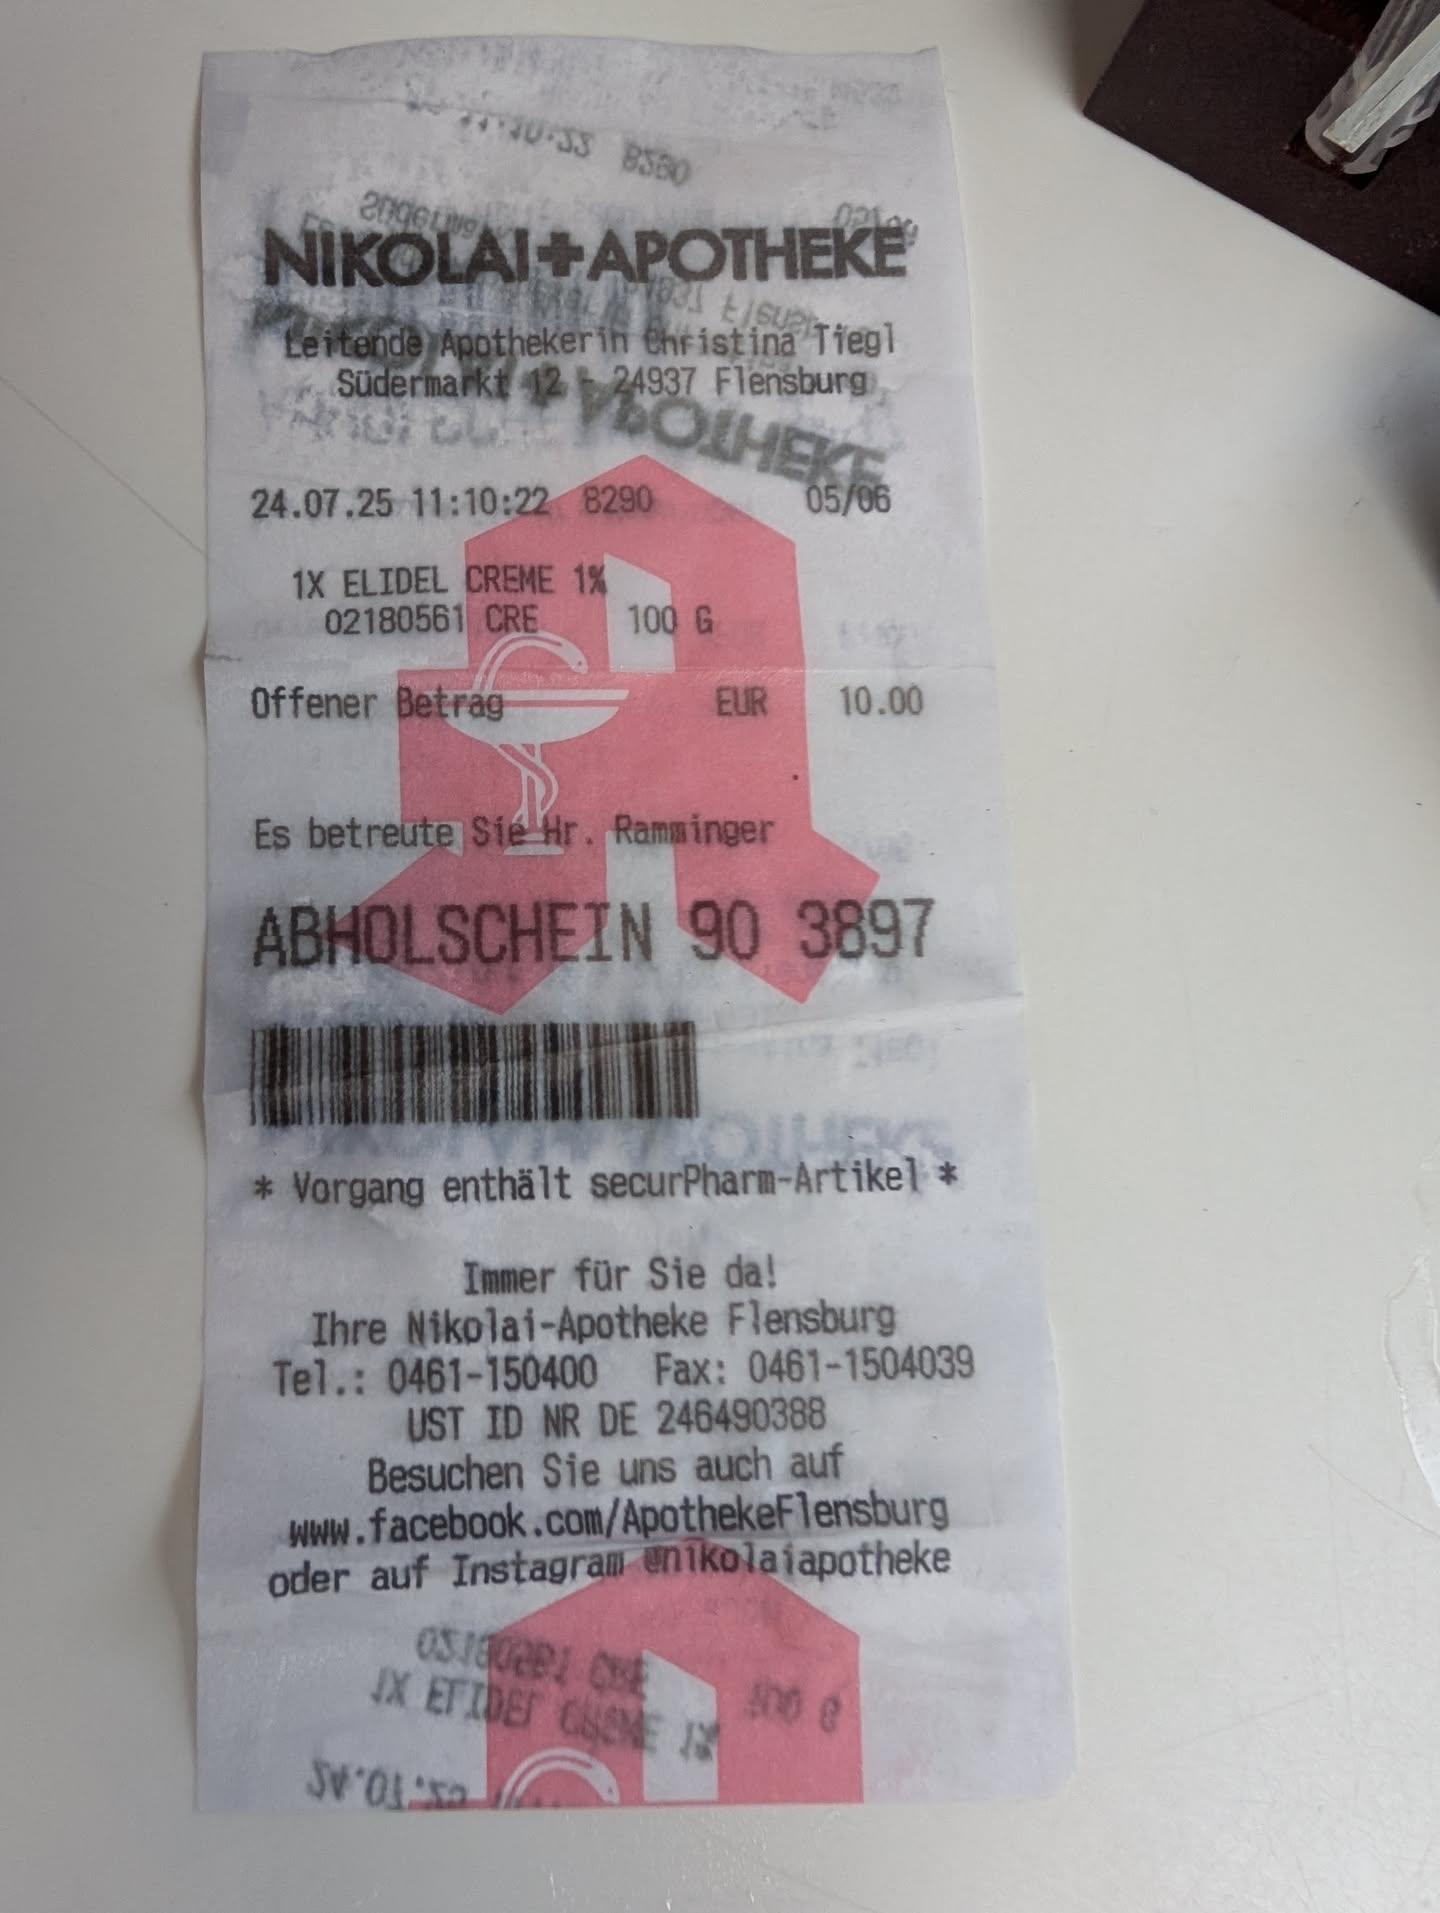 NIKOLAI+APOTHEKE
Leitende Apothekerin Christina Tiegl
Südermarkt 12 - 24937 Flensburg
24.07.25 11:10:22 8290 05/06
1X ELIDEL CREME 1%
02180561 CRE 100 G
Offener Betrag EUR 10.00
Es betreute Sie Hr. Ramminger
ABHOLSCHEIN 90 3897
* Vorgang enthält securPharm-Artikel *
Immer für Sie da!
Ihre Nikolai-Apotheke Flensburg
Tel.: 0461-150400 Fax: 0461-1504039
UST ID NR DE 246490388
Besuchen Sie uns auch auf
www.facebook.com/ApothekeFlensburg
oder auf Instagram @nikolaiapotheke